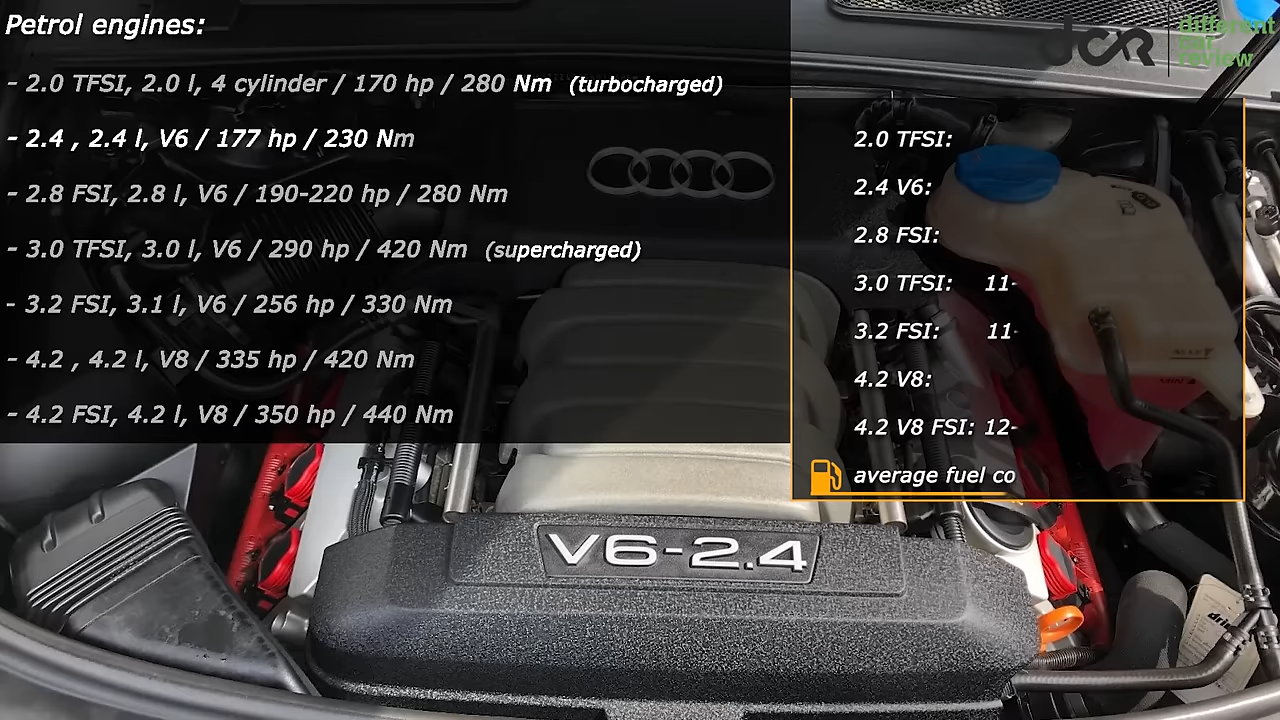 Petrol engines:
- 2.0 TFSI, 2.0 l, 4 cylinder / 170 hp / 280 Nm (turbocharged)
- 2.4 , 2.4 l, V6 / 177 hp / 230 Nm
- 2.8 FSI, 2.8 l, V6 / 190-220 hp / 280 Nm
- 3.0 TFSI, 3.0 l, V6 / 290 hp / 420 Nm (supercharged)
- 3.2 FSI, 3.1 l, V6 / 256 hp / 330 Nm
- 4.2 , 4.2 l, V8 / 335 hp / 420 Nm
- 4.2 FSI, 4.2 l, V8 / 350 hp / 440 Nm
dcr
different
car
review
2.0 TFSI:
2.4 V6:
2.8 FSI:
3.0 TFSI: 11-
3.2 FSI: 11-
4.2 V8:
4.2 V8 FSI: 12-
average fuel co
V6-2.4